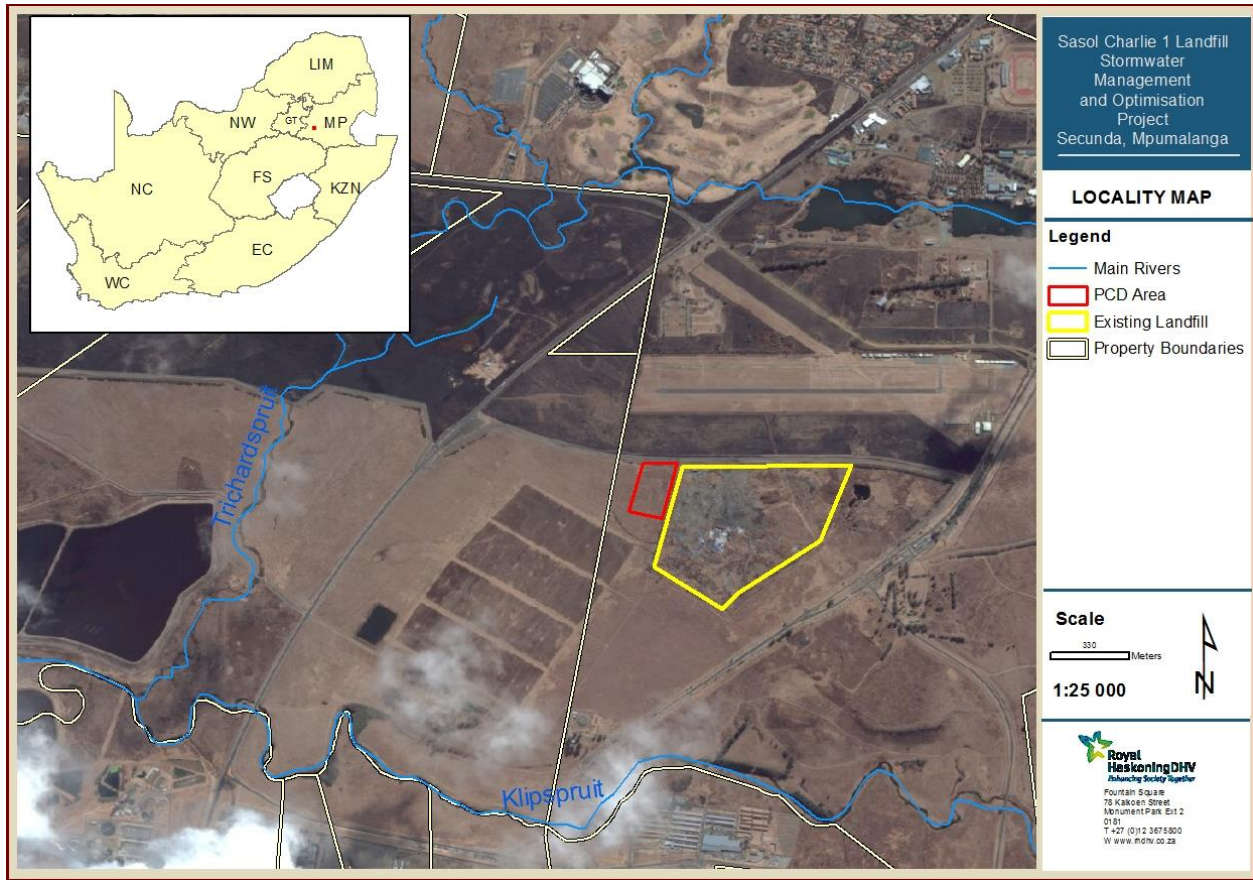 LIM
NW
GT
MP
NC
FS
KZN
EC
WC
Trichardspruit
Klipspruit
Sasol Charlie 1 Landfill
Stormwater
Management
and Optimisation
Project
Secunda, Mpumalanga
LOCALITY MAP
Legend
Main Rivers
PCD Area
Existing Landfill
Property Boundaries
Scale
330
Meters
1:25 000
N
Royal
HaskoningDHV
Enhancing Society Together
Fountain Square
78 Kalkoen Street
Monument Park Ext 2
0181
T +27 (0)12 3675800
W www.rhdhv.co.za